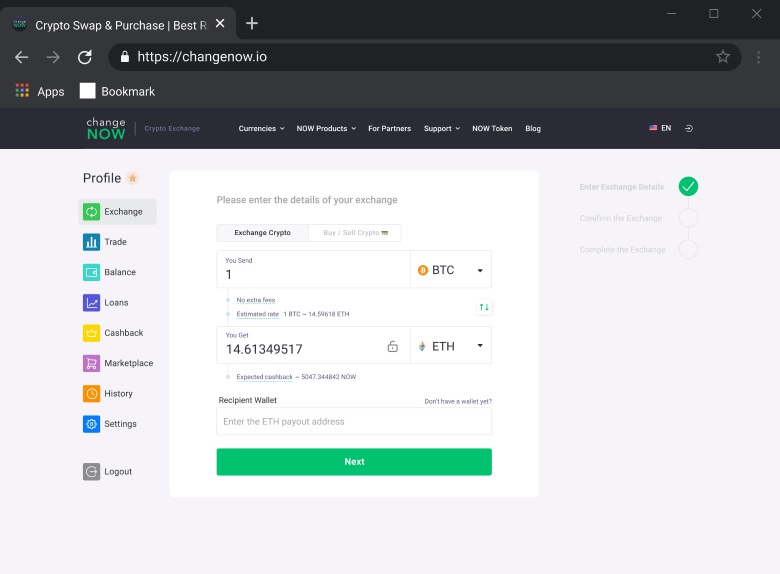 Crypto Swap & Purchase | Best R
https://changenow.io
Apps
Bookmark
change
NOW
Crypto Exchange
Currencies
NOW Products
For Partners
Support
NOW Token
Blog
EN
Profile
Exchange
Trade
Balance
Loans
Cashback
Marketplace
History
Settings
Logout
Please enter the details of your exchange
Exchange Crypto
Buy / Sell Crypto
You Send
1
BTC
No extra fees
Estimated rate 1 BTC ~ 14.59618 ETH
You Get
14.61349517
ETH
Expected cashback ~ 5047.344842 NOW
Recipient Wallet
Don't have a wallet yet?
Enter the ETH payout address
Next
Enter Exchange Details
Confirm the Exchange
Complete the Exchange